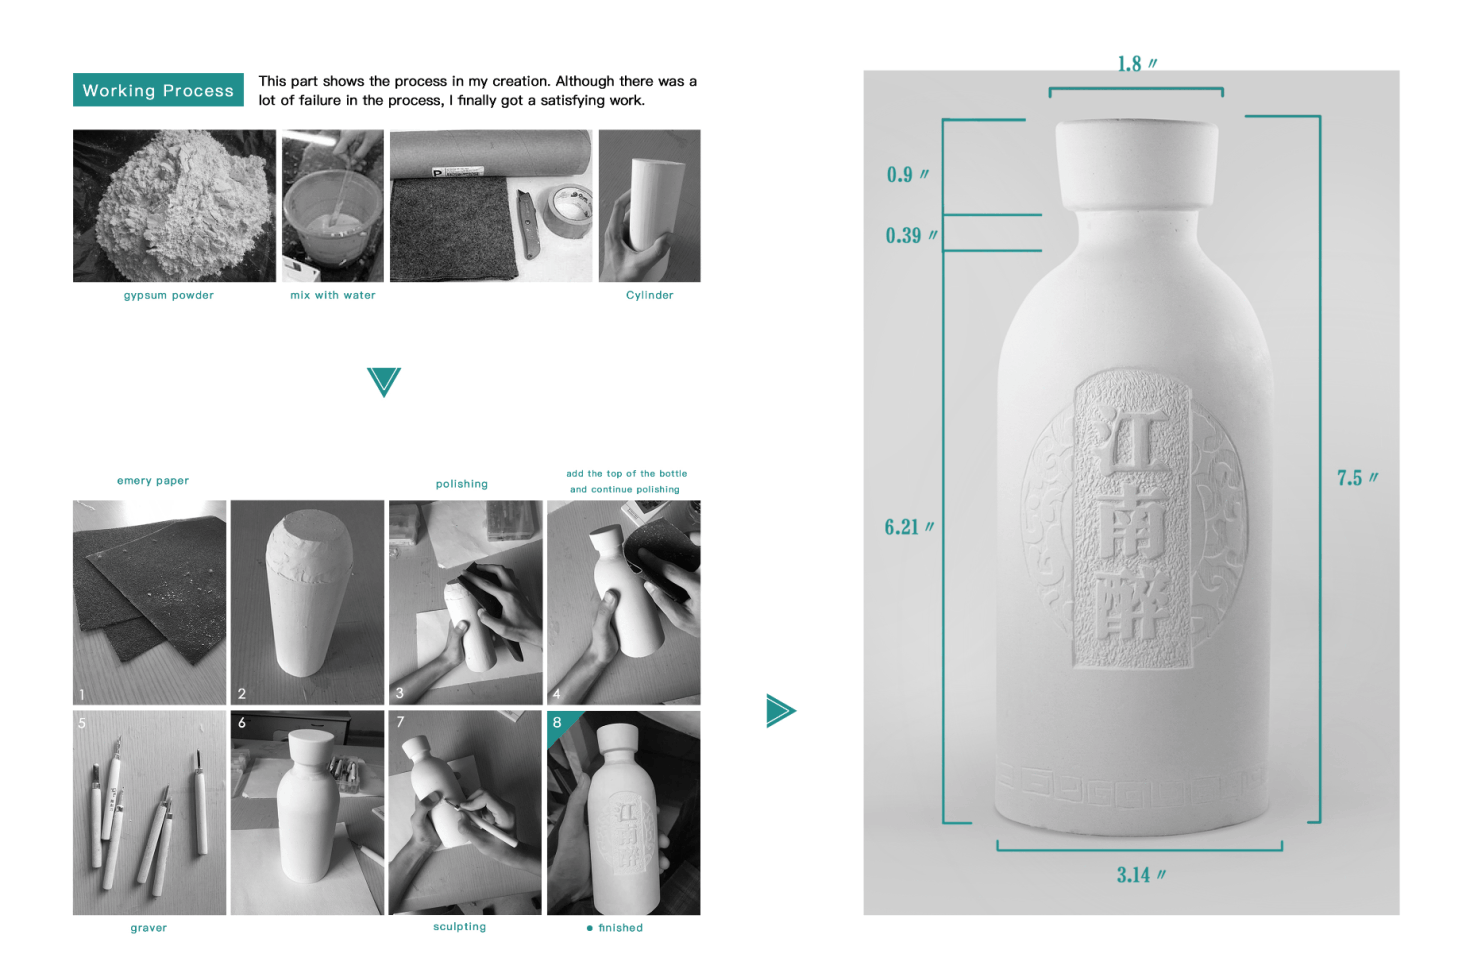 Working Process
This part shows the process in my creation. Although there was a
lot of failure in the process, I finally got a satisfying work.
P
gypsum powder
mix with water
Cylinder
emery paper
polishing
add the top of the bottle
and continue polishing
1
2
3
4
5
6
7
8
graver
sculpting
finished
1.8 〃
0.9 〃
0.39 〃
6.21 〃
7.5 〃
3.14 〃
江
南
醉